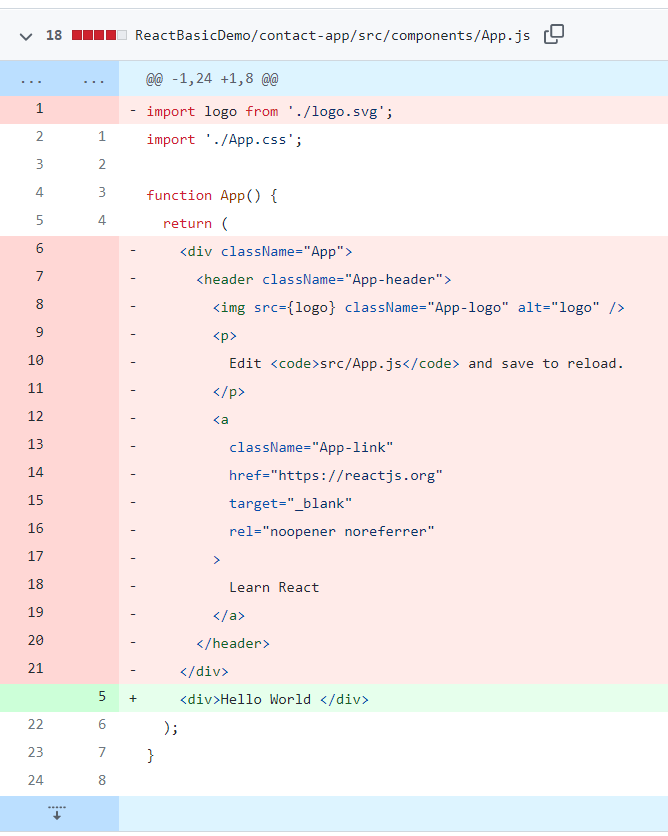 18 ReactBasicDemo/contact-app/src/components/App.js
... ... @@ -1,24 +1,8 @@
1 - import logo from './logo.svg';
2 1 import './App.css';
3 2
4 3 function App() {
5 4   return (
6 -     <div className="App">
7 -       <header className="App-header">
8 -         <img src={logo} className="App-logo" alt="logo" />
9 -         <p>
10 -           Edit <code>src/App.js</code> and save to reload.
11 -         </p>
12 -         <a
13 -           className="App-link"
14 -           href="https://reactjs.org"
15 -           target="_blank"
16 -           rel="noopener noreferrer"
17 -         >
18 -           Learn React
19 -         </a>
20 -       </header>
21 -     </div>
5 +     <div>Hello World </div>
22 6   );
23 7 }
24 8